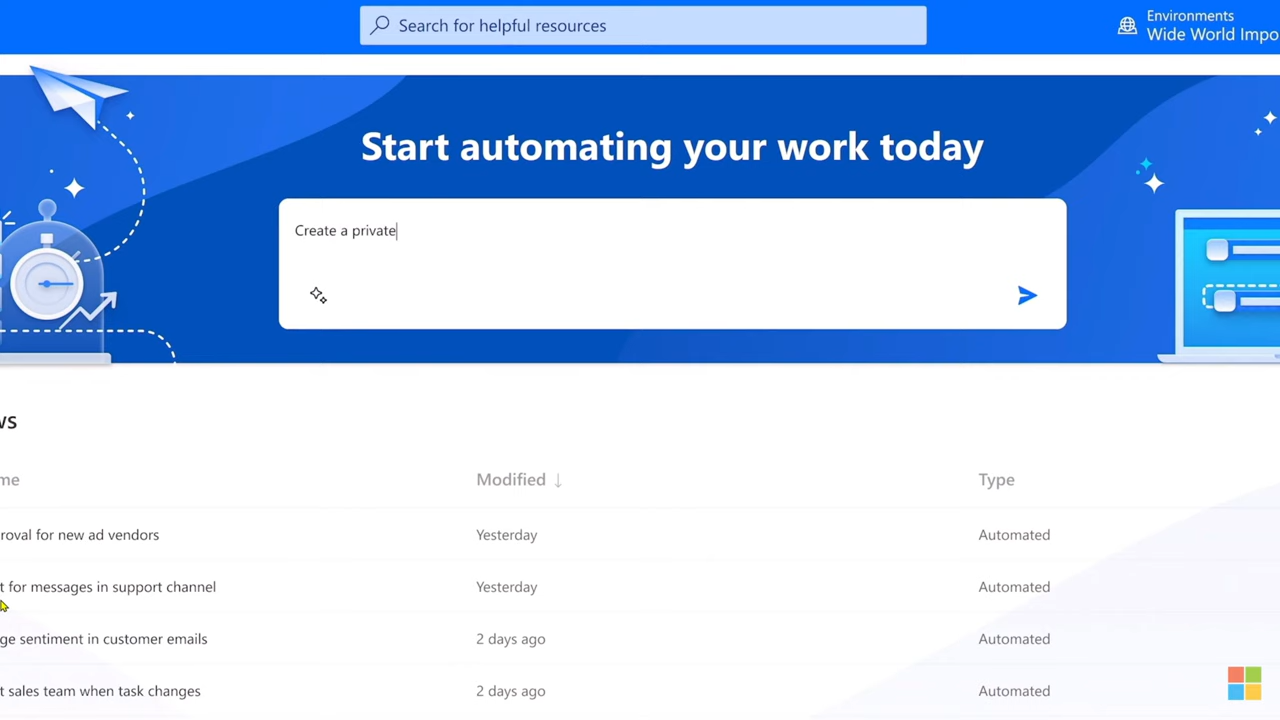 Search for helpful resources
Environments
Wide World Impo
Start automating your work today
Create a private
ws
me Modified ↓ Type
roval for new ad vendors Yesterday Automated
t for messages in support channel Yesterday Automated
ge sentiment in customer emails 2 days ago Automated
t sales team when task changes 2 days ago Automated